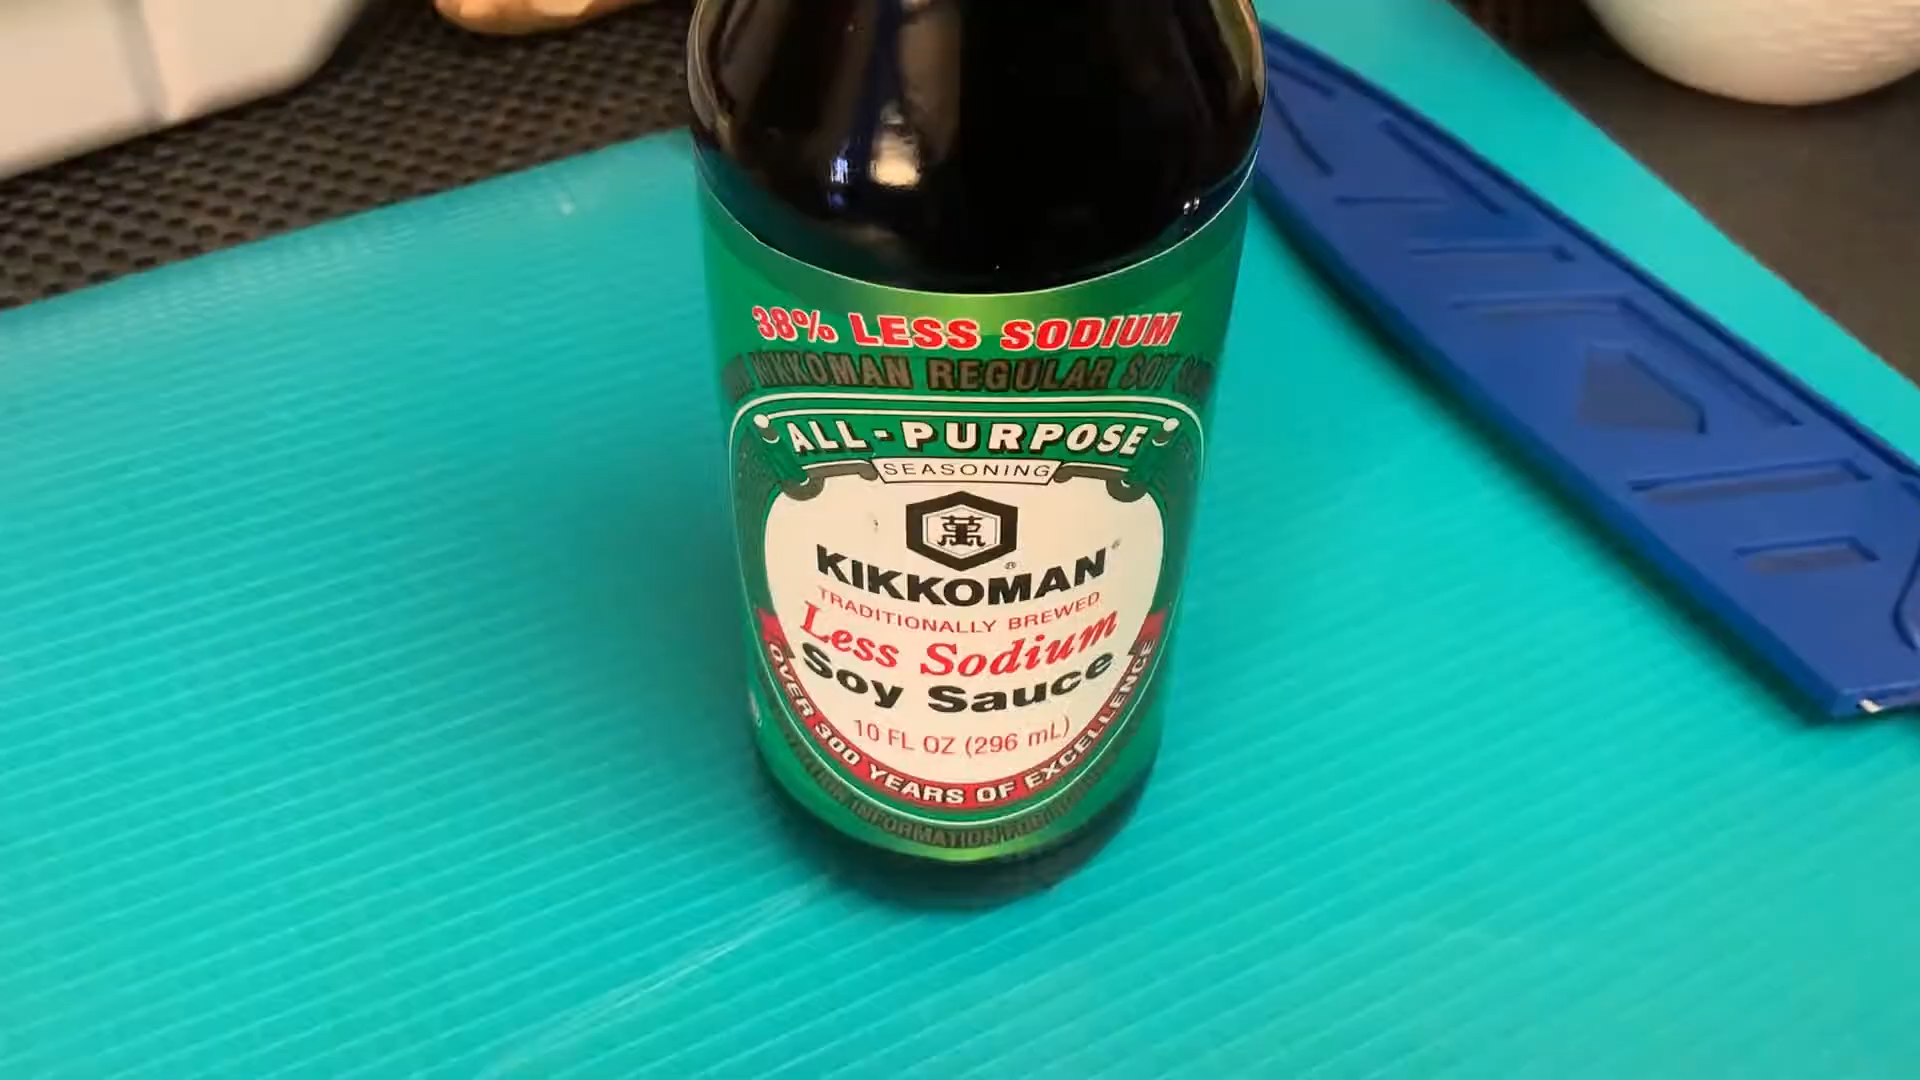 38% LESS SODIUM
KIKKOMAN REGULAR SOY
ALL-PURPOSE
SEASONING
萬
KIKKOMAN®
TRADITIONALLY BREWED
Less Sodium
Soy Sauce
10 FL OZ (296 mL)
OVER 300 YEARS OF EXCELLENCE
INFORMATION